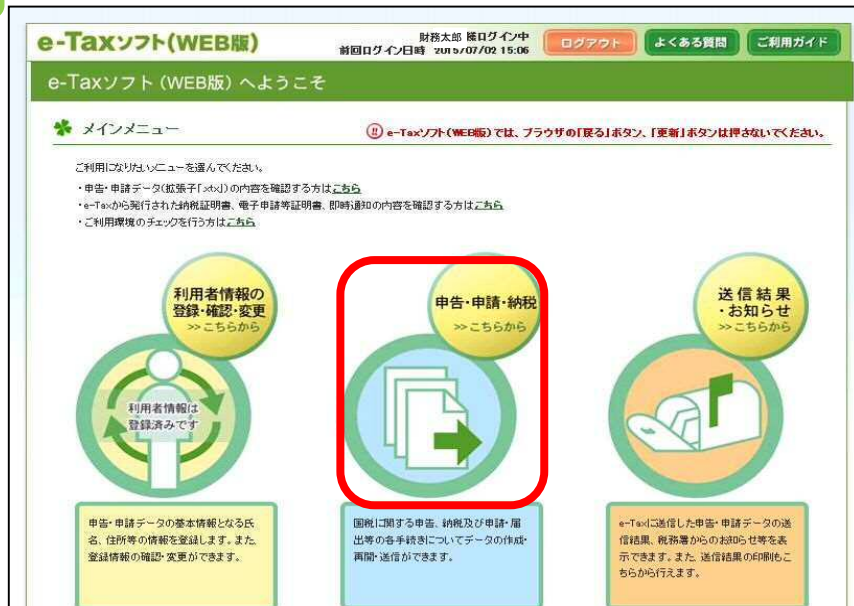 e-Taxソフト(WEB版)
財務太郎 様ログイン中
前回ログイン日時 2015/07/02 15:06
ログアウト
よくある質問
ご利用ガイド
e-Taxソフト(WEB版)へようこそ
メインメニュー
e-Taxソフト(WEB版)では、ブラウザの「戻る」ボタン、「更新」ボタンは押さないでください。
ご利用になりたいメニューを選んでください。
・申告・申請データ(拡張子「.xtx」)の内容を確認する方はこちら
・e-Taxから発行された納税証明書、電子申請等証明書、即時通知の内容を確認する方はこちら
・ご利用環境のチェックを行う方はこちら
利用者情報の
登録・確認・変更
>>こちらから
利用者情報は
登録済みです
申告・申請データの基本情報となる氏
名、住所等の情報を登録します。また、
登録情報の確認・変更ができます。
申告・申請・納税
>>こちらから
国税に関する申告、納税及び申請・届
出等の各手続きについてデータの作成・
再開・送信ができます。
送信結果
・お知らせ
>>こちらから
e-Taxに送信した申告・申請データの送
信結果、税務署からのお知らせ等を表
示できます。また、送信結果の印刷もこ
ちらから行えます。